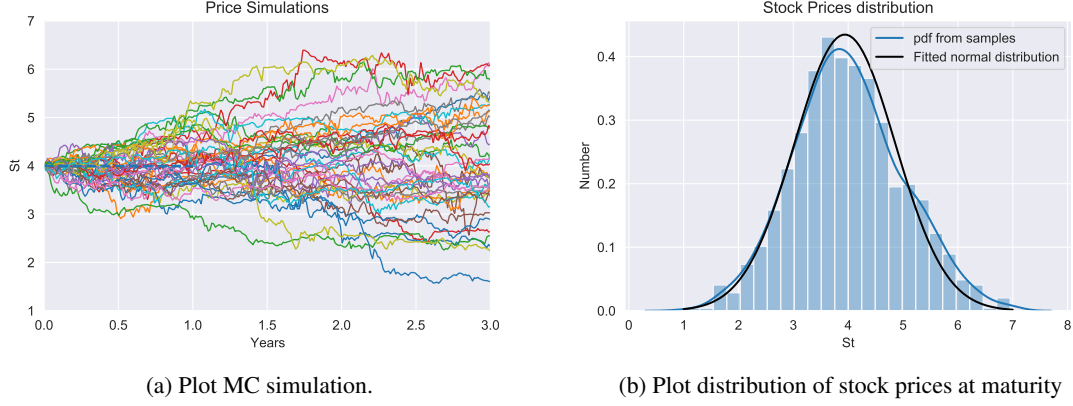 Price Simulations
7
6
5
4
3
2
1
St
0.0 0.5 1.0 1.5 2.0 2.5 3.0
Years
(a) Plot MC simulation.
Stock Prices distribution
pdf from samples
Fitted normal distribution
0.4
0.3
0.2
0.1
0.0
Number
0 1 2 3 4 5 6 7 8
St
(b) Plot distribution of stock prices at maturity